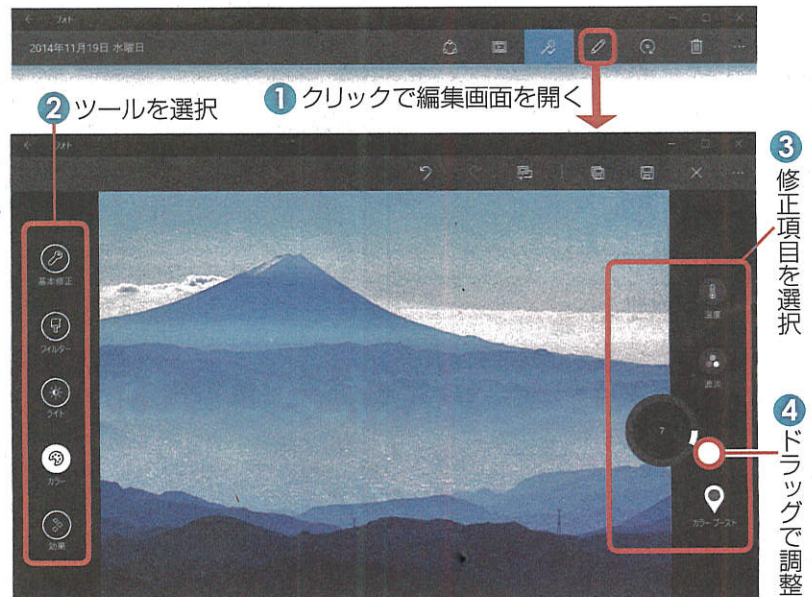 フォト
2014年11月19日 水曜日
❶ クリックで編集画面を開く
❷ ツールを選択
フォト
基本修正
フィルター
ライト
カラー
効果
❸ 修正項目を選択
温度
濃淡
7
カラー ブースト
❹ ドラッグで調整